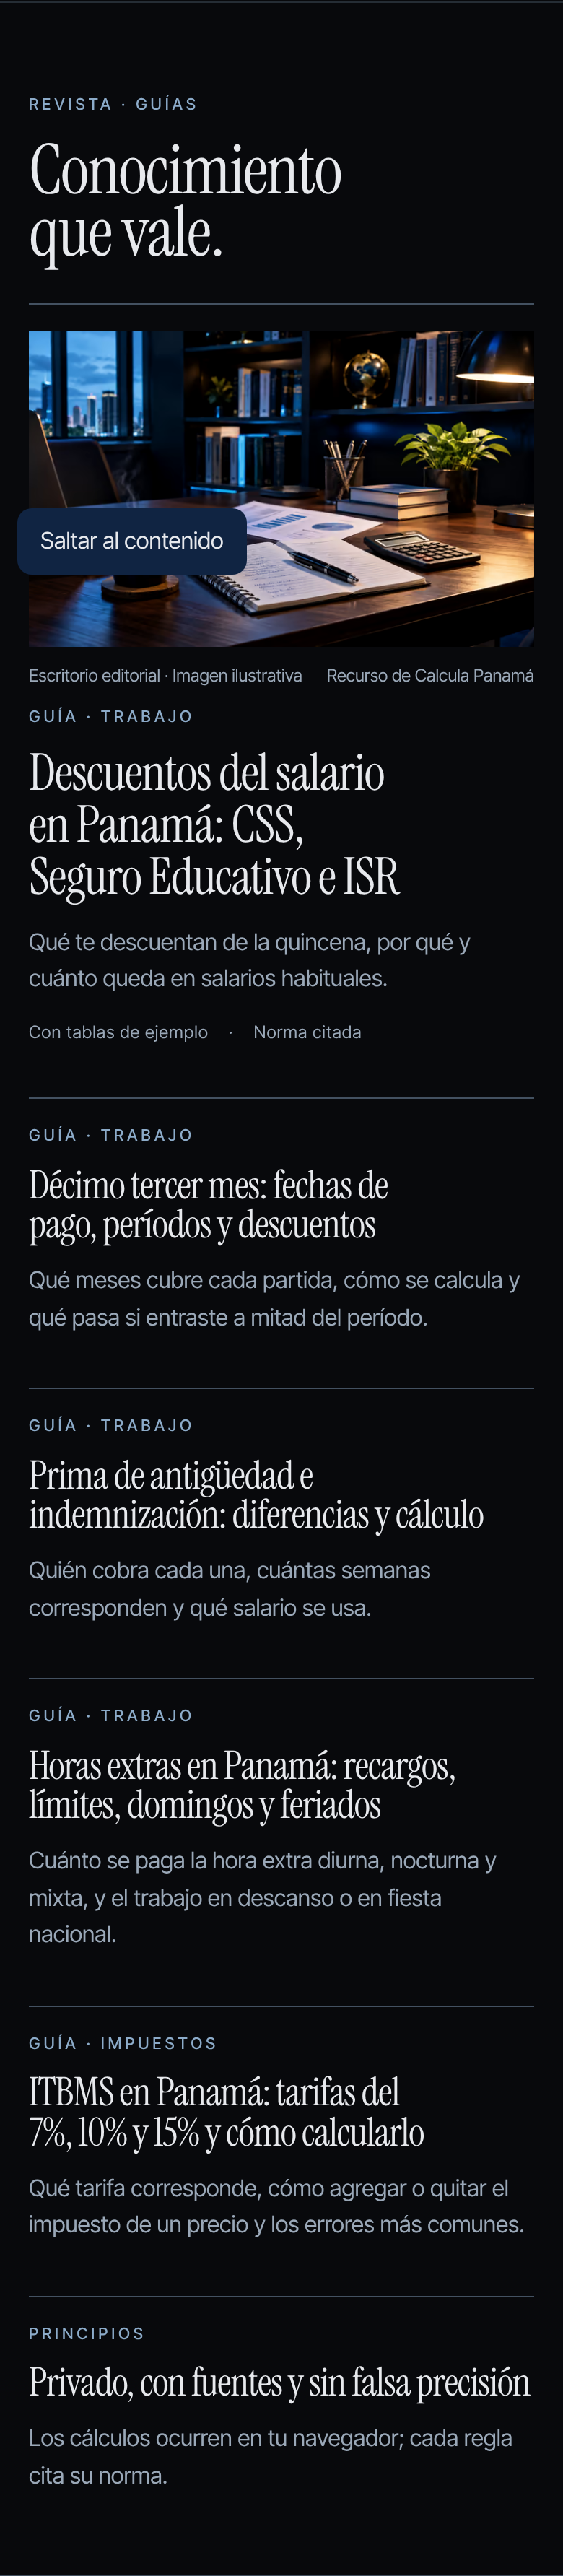 REVISTA · GUÍAS
Conocimiento
que vale.
Saltar al contenido
Escritorio editorial · Imagen ilustrativa
Recurso de Calcula Panamá
GUÍA · TRABAJO
Descuentos del salario
en Panamá: CSS,
Seguro Educativo e ISR
Qué te descuentan de la quincena, por qué y
cuánto queda en salarios habituales.
Con tablas de ejemplo · Norma citada
GUÍA · TRABAJO
Décimo tercer mes: fechas de
pago, períodos y descuentos
Qué meses cubre cada partida, cómo se calcula y
qué pasa si entraste a mitad del período.
GUÍA · TRABAJO
Prima de antigüedad e
indemnización: diferencias y cálculo
Quién cobra cada una, cuántas semanas
corresponden y qué salario se usa.
GUÍA · TRABAJO
Horas extras en Panamá: recargos,
límites, domingos y feriados
Cuánto se paga la hora extra diurna, nocturna y
mixta, y el trabajo en descanso o en fiesta
nacional.
GUÍA · IMPUESTOS
ITBMS en Panamá: tarifas del
7%, 10% y 15% y cómo calcularlo
Qué tarifa corresponde, cómo agregar o quitar el
impuesto de un precio y los errores más comunes.
PRINCIPIOS
Privado, con fuentes y sin falsa precisión
Los cálculos ocurren en tu navegador; cada regla
cita su norma.